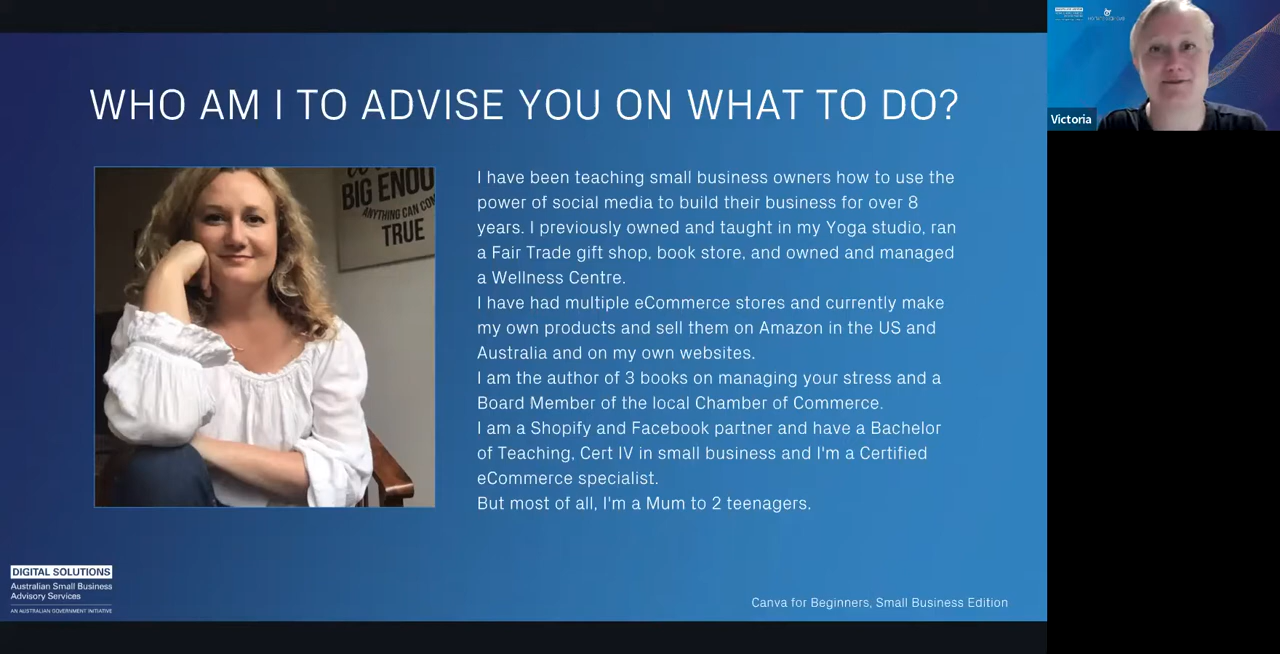 WHO AM I TO ADVISE YOU ON WHAT TO DO?
BIG ENOU
ANYTHING CAN COM
TRUE
I have been teaching small business owners how to use the
power of social media to build their business for over 8
years. I previously owned and taught in my Yoga studio, ran
a Fair Trade gift shop, book store, and owned and managed
a Wellness Centre.
I have had multiple eCommerce stores and currently make
my own products and sell them on Amazon in the US and
Australia and on my own websites.
I am the author of 3 books on managing your stress and a
Board Member of the local Chamber of Commerce.
I am a Shopify and Facebook partner and have a Bachelor
of Teaching, Cert IV in small business and I'm a Certified
eCommerce specialist.
But most of all, I'm a Mum to 2 teenagers.
DIGITAL SOLUTIONS
Australian Small Business
Advisory Services
AN AUSTRALIAN GOVERNMENT INITIATIVE
Canva for Beginners, Small Business Edition
Victoria